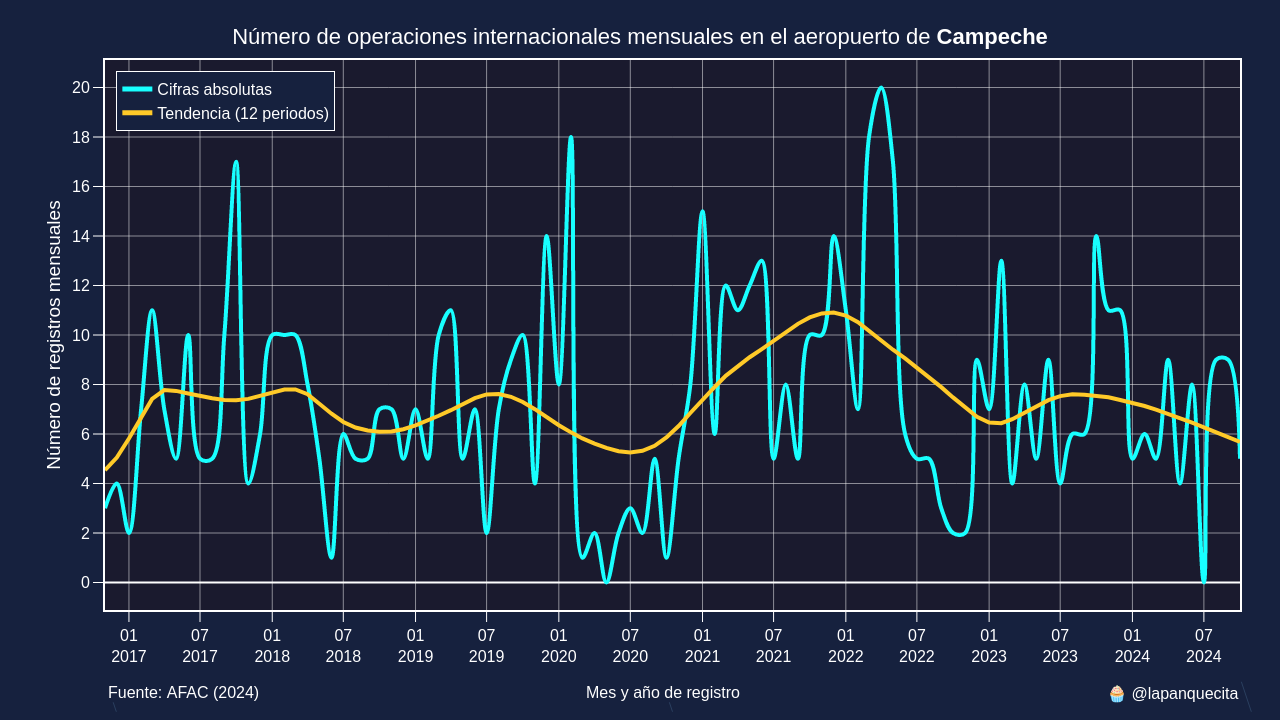 Número de operaciones internacionales mensuales en el aeropuerto de Campeche
Cifras absolutas
Tendencia (12 periodos)
Número de registros mensuales
20
18
16
14
12
10
8
6
4
2
0
01 07 01 07 01 07 01 07 01 07 01 07 01 07 01 07
2017 2017 2018 2018 2019 2019 2020 2020 2021 2021 2022 2022 2023 2023 2024 2024
Fuente: AFAC (2024) Mes y año de registro 🧁 @lapanquecita